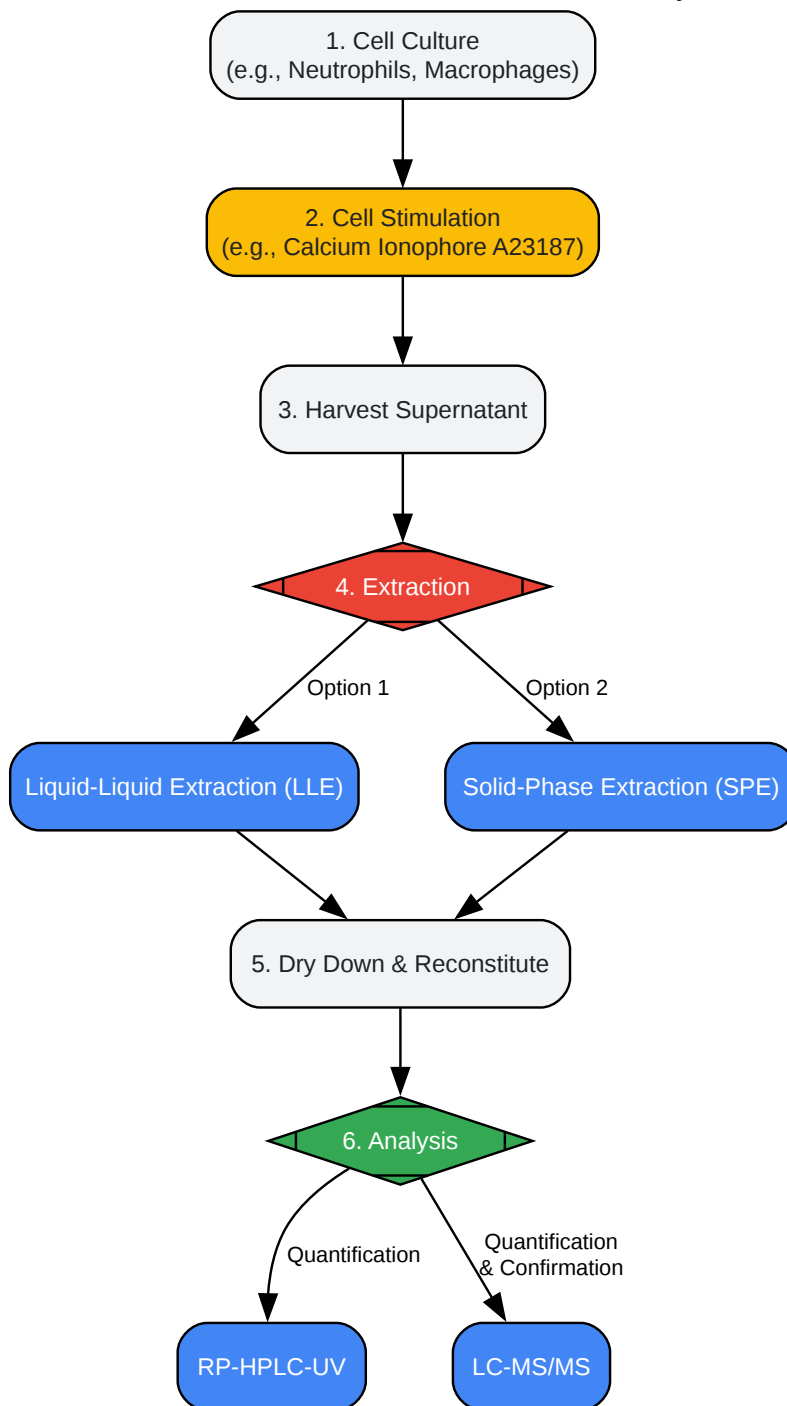 1. Cell Culture
(e.g., Neutrophils, Macrophages)
2. Cell Stimulation
(e.g., Calcium Ionophore A23187)
3. Harvest Supernatant
4. Extraction
Option 1
Option 2
Liquid-Liquid Extraction (LLE)
Solid-Phase Extraction (SPE)
5. Dry Down & Reconstitute
6. Analysis
Quantification
Quantification
& Confirmation
RP-HPLC-UV
LC-MS/MS